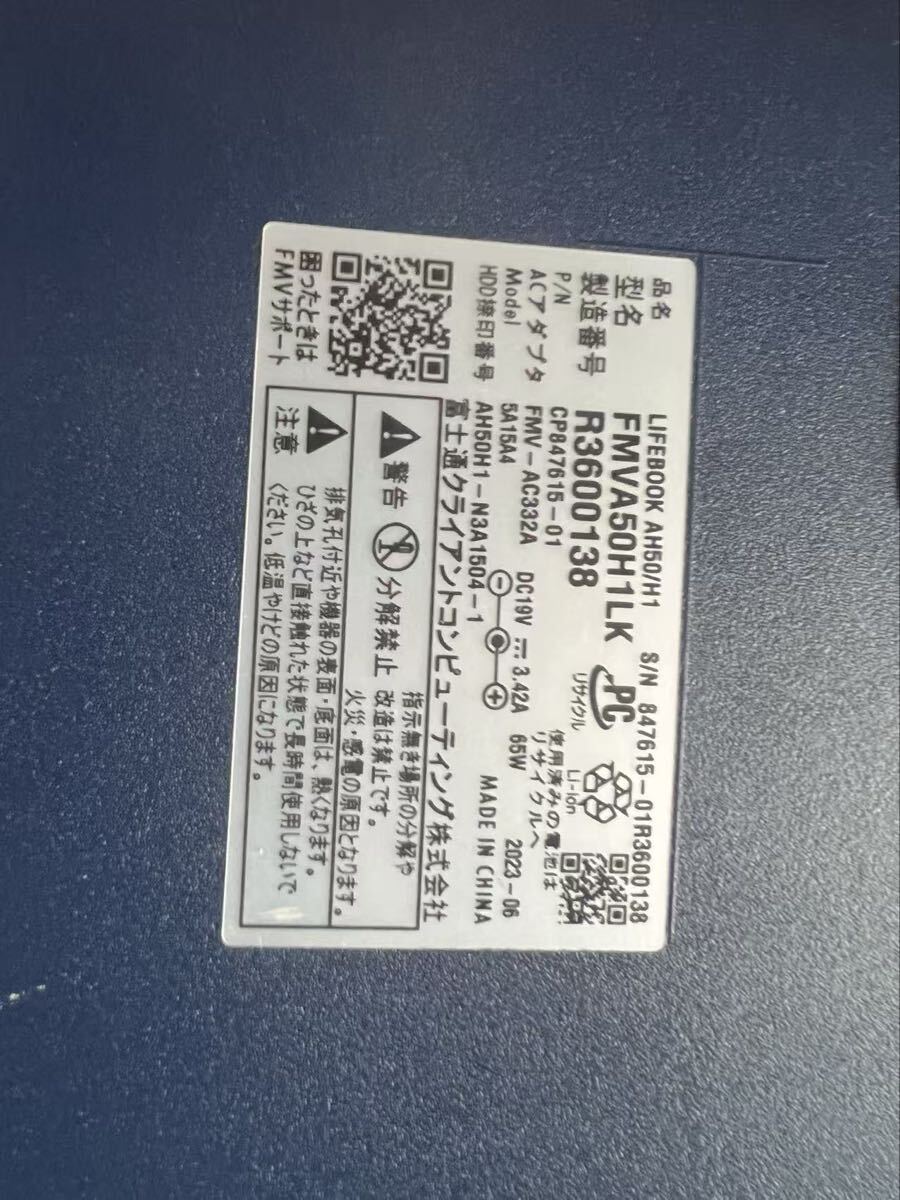 品名 LIFEBOOK AH50/H1 S/N 847615-01R3600138
型名 FMVA50H1LK
製造番号 R3600138
PC
リサイクル
P/N CP847615-01
ACアダプタ FMV-AC332A DC19V 3.42A 65W 2023-06
Model 5A15A4 MADE IN CHINA
HDD捺印番号 AH50H1-N3A1504-1
Li-ion
使用済みの電池は
リサイクルへ
富士通クライアントコンピューティング株式会社
困ったときは
FMVサポート
警告 分解禁止
指示無き場所の分解や
改造は禁止です。
火災・感電の原因となります。
注意
排気孔付近や機器の表面・底面は、熱くなります。
ひざの上など直接触れた状態で長時間使用しないで
ください。低温やけどの原因になります。